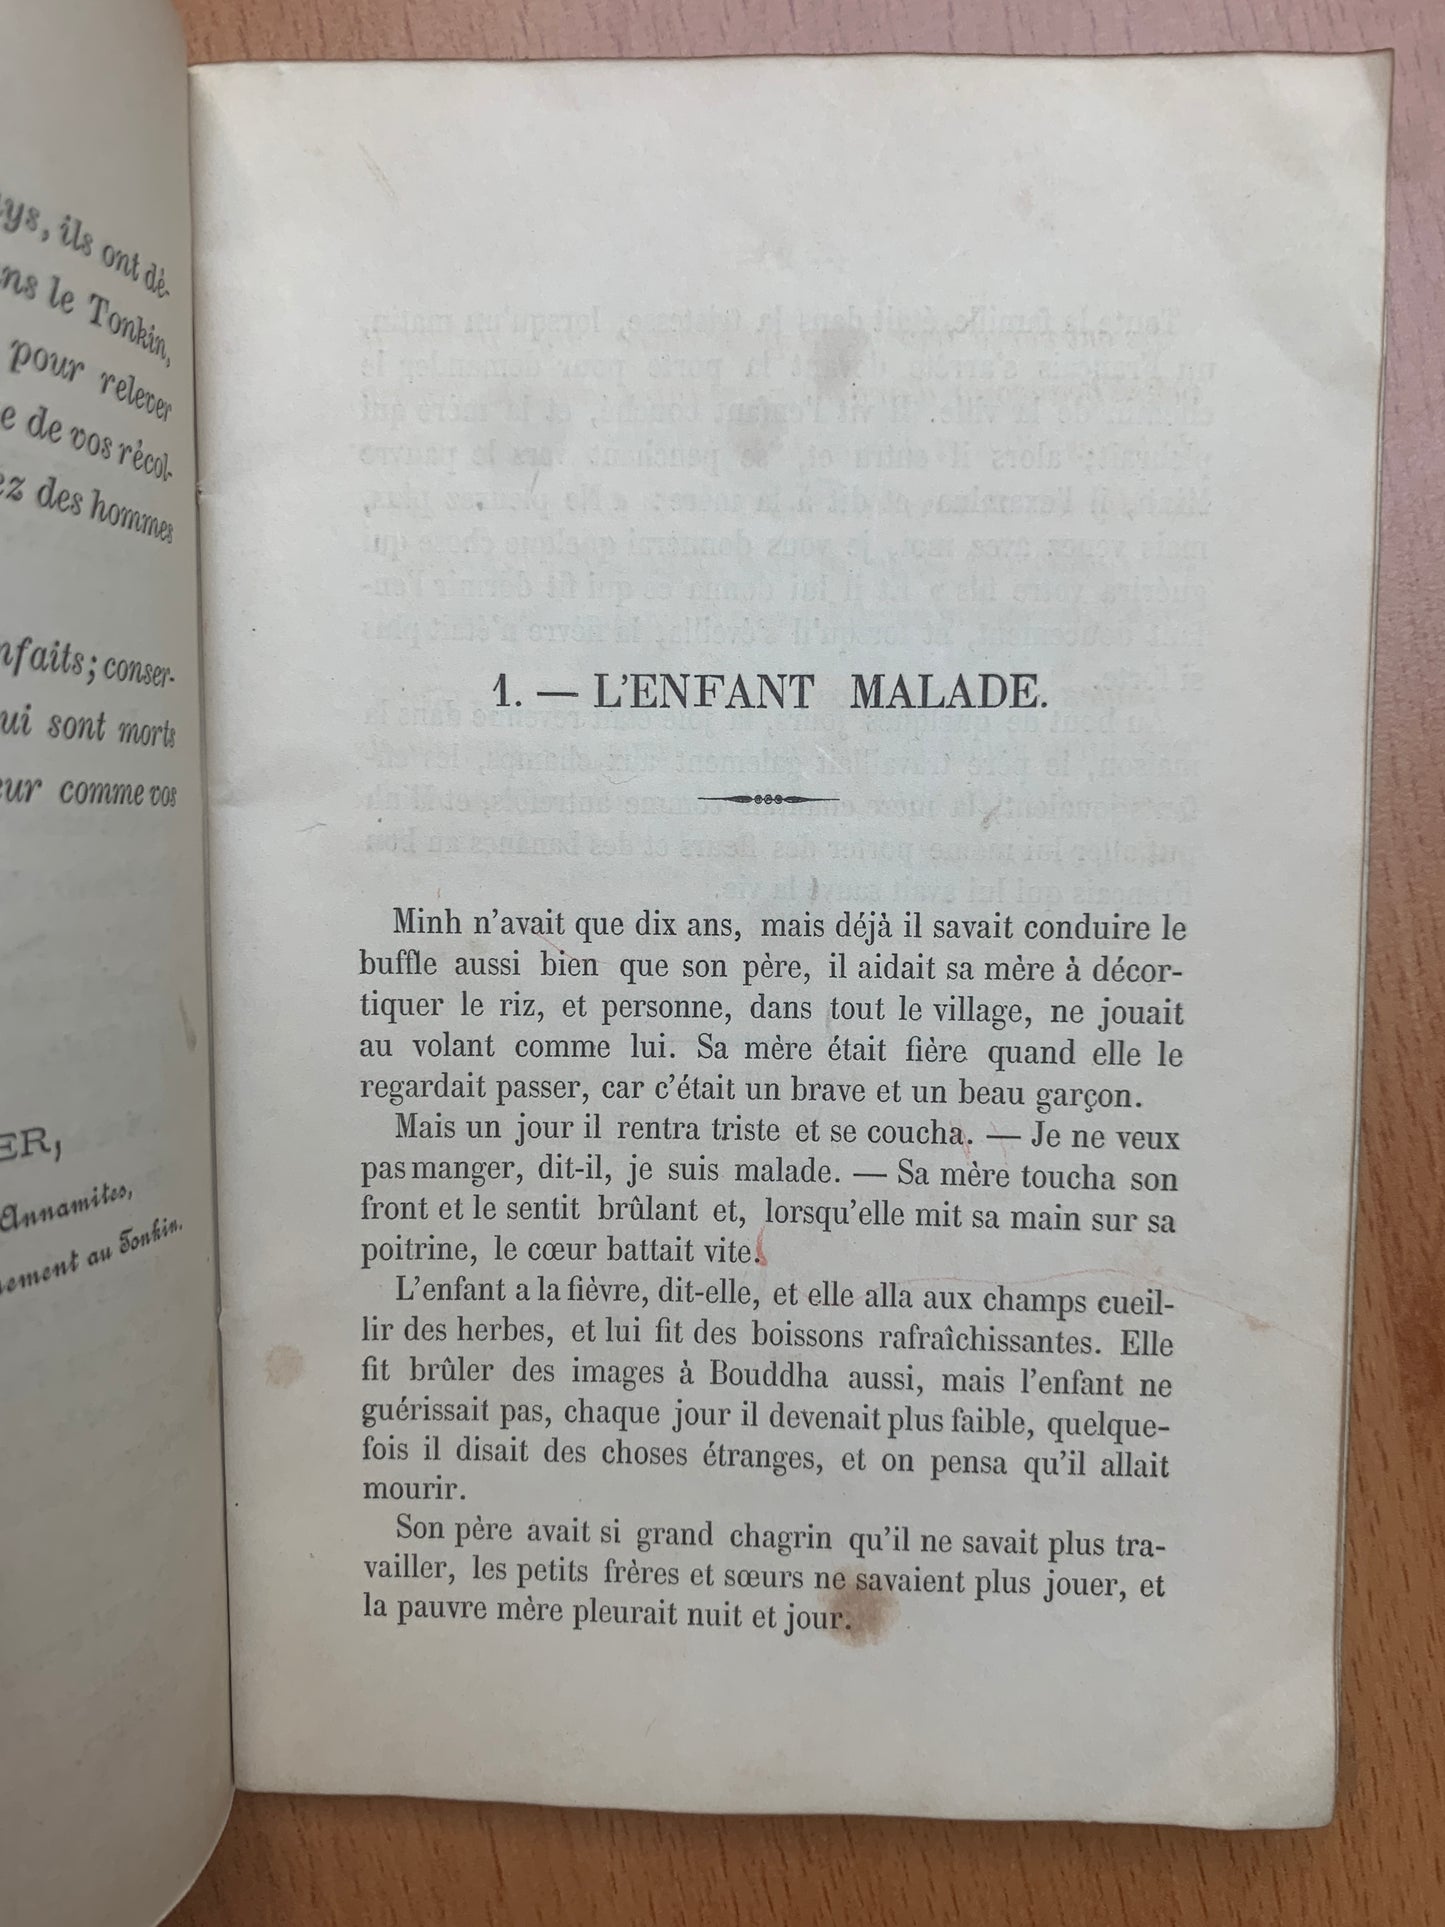 ils ont dé-
le Tonkin,
pour relever
de vos récol-
des hommes
conser-
sont morts
comme vos
Annamites,
au Tonkin.
1. — L'ENFANT MALADE.
Minh n'avait que dix ans, mais déjà il savait conduire le
buffle aussi bien que son père, il aidait sa mère à décor-
tiquer le riz, et personne, dans tout le village, ne jouait
au volant comme lui. Sa mère était fière quand elle le
regardait passer, car c'était un brave et un beau garçon.
Mais un jour il rentra triste et se coucha. — Je ne veux
pas manger, dit-il, je suis malade. — Sa mère toucha son
front et le sentit brûlant et, lorsqu'elle mit sa main sur sa
poitrine, le cœur battait vite.
L'enfant a la fièvre, dit-elle, et elle alla aux champs cueil-
lir des herbes, et lui fit des boissons rafraîchissantes. Elle
fit brûler des images à Bouddha aussi, mais l'enfant ne
guérissait pas, chaque jour il devenait plus faible, quelque-
fois il disait des choses étranges, et on pensa qu'il allait
mourir.
Son père avait si grand chagrin qu'il ne savait plus tra-
vailler, les petits frères et sœurs ne savaient plus jouer, et
la pauvre mère pleurait nuit et jour.